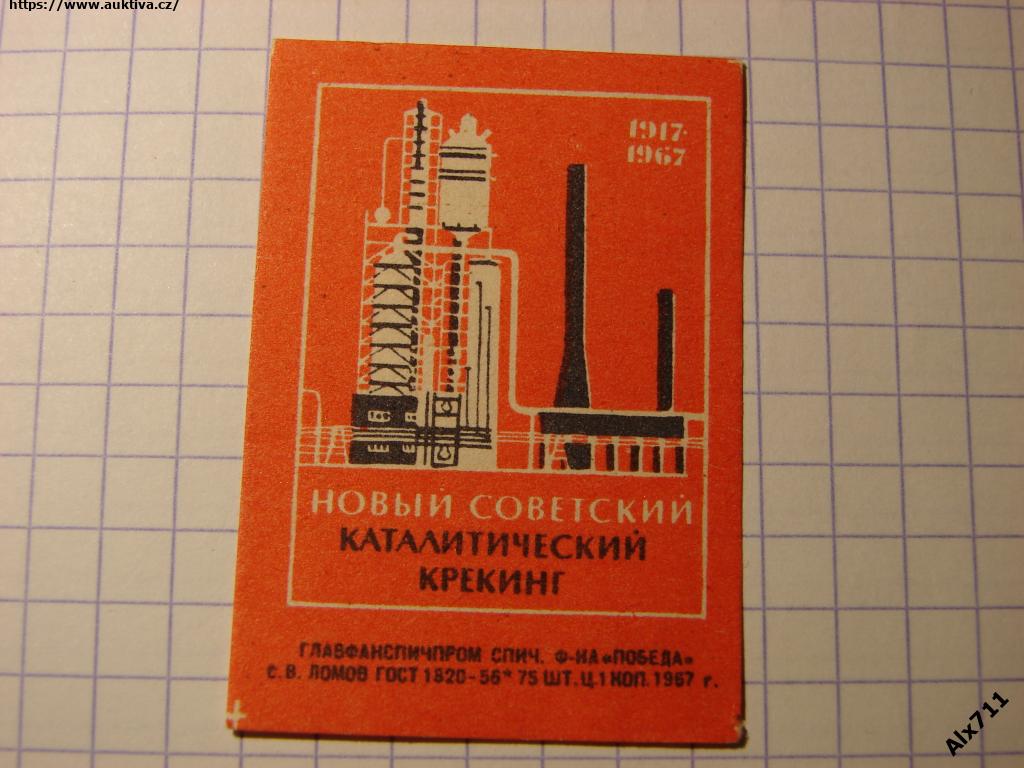 https://www.auktiva.cz/
1917-
1967
НОВЫЙ СОВЕТСКИЙ
КАТАЛИТИЧЕСКИЙ
КРЕКИНГ
ГЛАВФАНСПИЧПРОМ СПИЧ. Ф-КА «ПОБЕДА»
с. В. ЛОМОВ ГОСТ 1820-56* 75 ШТ. Ц. 1 КОП. 1967 г.
Alx711